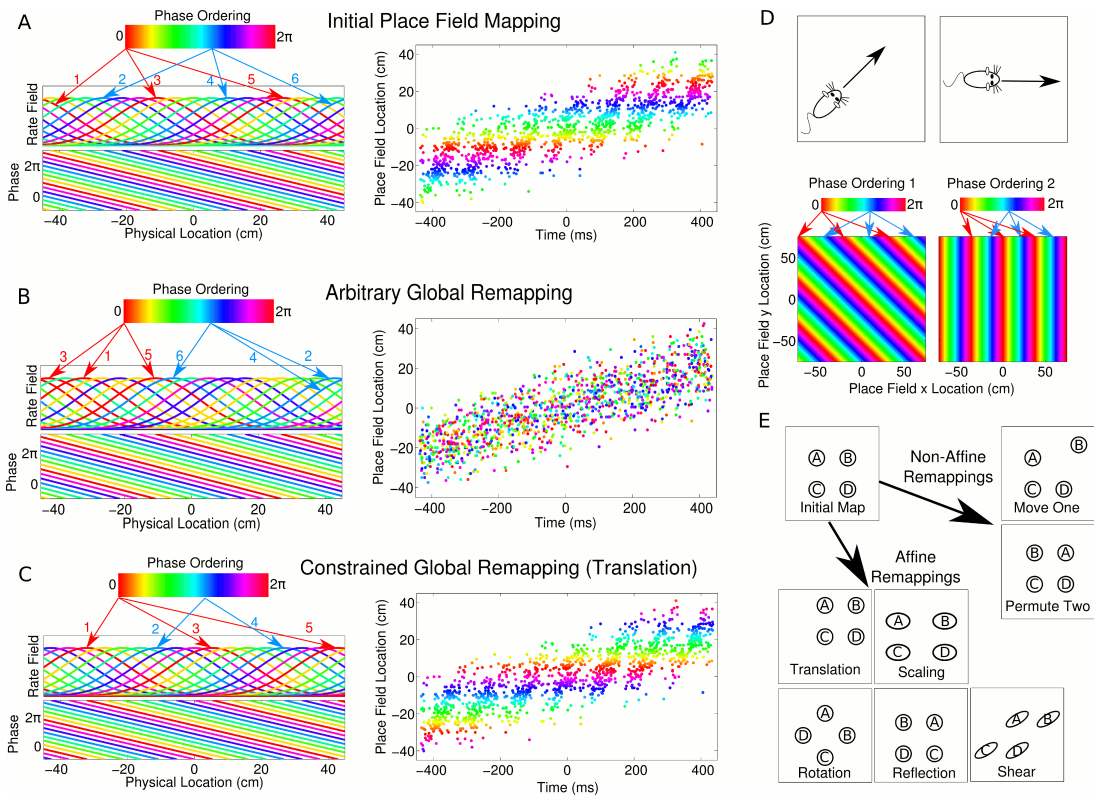 A
Initial Place Field Mapping
Phase Ordering
0
2π
1
2
3
4
5
6
Rate Field
Phase
2π
0
−40
−20
0
20
40
Physical Location (cm)
Place Field Location (cm)
40
20
0
−20
−40
−400
−200
0
200
400
Time (ms)
B
Arbitrary Global Remapping
Phase Ordering
0
2π
3
1
5
6
4
2
Rate Field
Phase
2π
0
−40
−20
0
20
40
Physical Location (cm)
Place Field Location (cm)
40
20
0
−20
−40
−400
−200
0
200
400
Time (ms)
C
Constrained Global Remapping (Translation)
Phase Ordering
0
2π
1
2
3
4
5
Rate Field
Phase
2π
0
−40
−20
0
20
40
Physical Location (cm)
Place Field Location (cm)
40
20
0
−20
−40
−400
−200
0
200
400
Time (ms)
D
Phase Ordering 1
0
2π
Phase Ordering 2
0
2π
Place Field y Location (cm)
50
0
−50
−50
0
50
−50
0
50
Place Field x Location (cm)
E
A
B
C
D
Initial Map
Non-Affine
Remappings
A
B
C
D
Move One
B
A
C
D
Permute Two
Affine
Remappings
A
B
C
D
Translation
A
B
C
D
Scaling
A
D
B
C
Rotation
B
A
D
C
Reflection
A
B
C
D
Shear